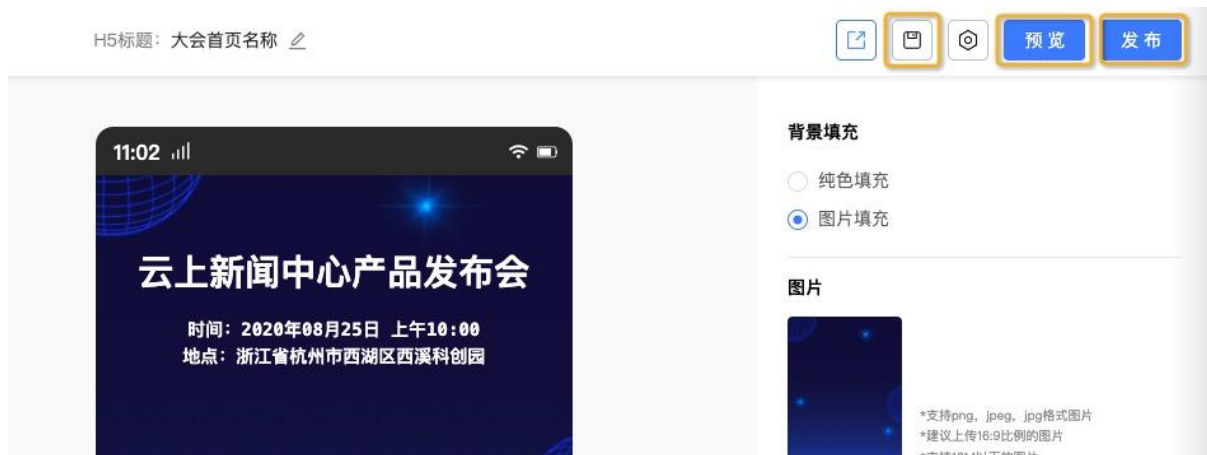 H5标题：大会首页名称
预 览
发 布
11:02
云上新闻中心产品发布会
时间：2020年08月25日 上午10:00
地点：浙江省杭州市西湖区西溪科创园
背景填充
纯色填充
图片填充
图片
*支持png，jpeg，jpg格式图片
*建议上传16:9比例的图片